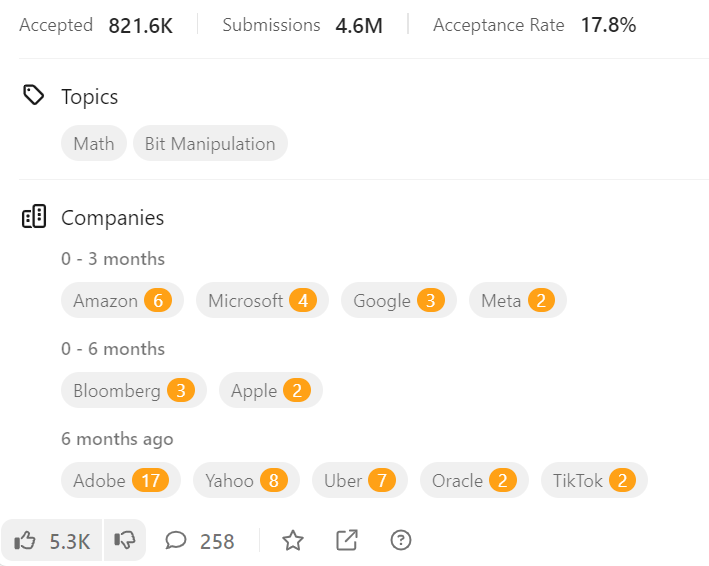 Accepted 821.6K Submissions 4.6M Acceptance Rate 17.8%
Topics
Math Bit Manipulation
Companies
0 - 3 months
Amazon 6 Microsoft 4 Google 3 Meta 2
0 - 6 months
Bloomberg 3 Apple 2
6 months ago
Adobe 17 Yahoo 8 Uber 7 Oracle 2 TikTok 2
5.3K 258